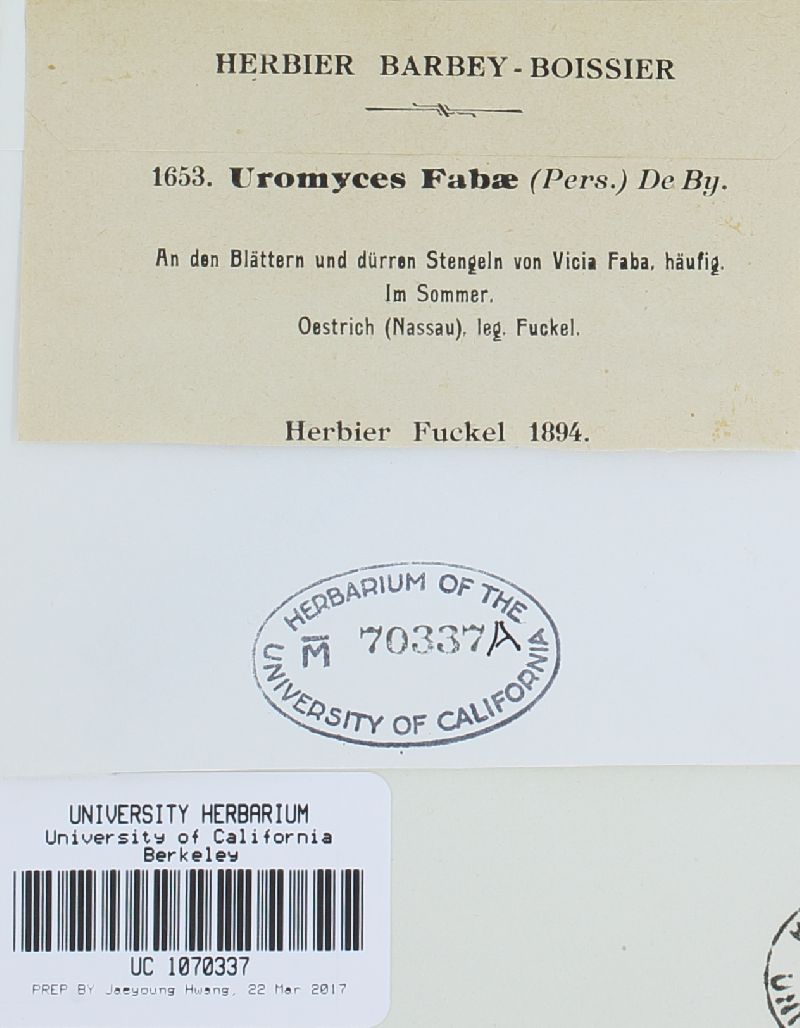 HERBIER BARBEY-BOISSIER
1653. Uromyces Fabæ (Pers.) De By.
An den Blättern und dürren Stengeln von Vicia Faba, häufig.
Im Sommer.
Oestrich (Nassau), leg. Fuckel.
Herbier Fuckel 1894.
HERBARIUM OF THE
M̅ 70337A
UNIVERSITY OF CALIFORNIA
UNIVERSITY HERBARIUM
University of California
Berkeley
UC 1070337
PREP BY Jaeyoung Hwang, 22 Mar 2017